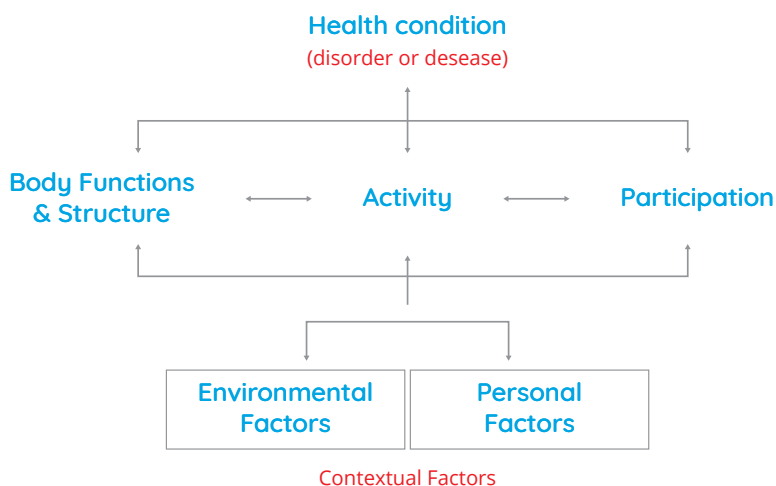 Health condition
(disorder or desease)
Body Functions
& Structure
Activity
Participation
Environmental
Factors
Personal
Factors
Contextual Factors